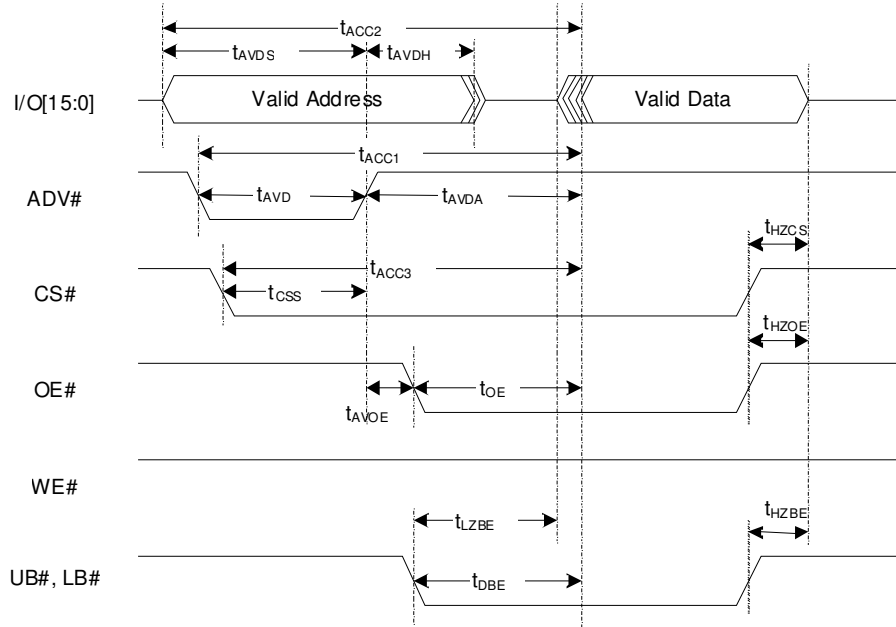 tACC2
tAVDS tAVDH
I/O[15:0] Valid Address Valid Data
tACC1
ADV# tAVD tAVDA
tHZCS
tACC3
CS# tCSS
tHZOE
OE# tOE
tAVOE
WE#
tLZBE tHZBE
UB#, LB# tDBE